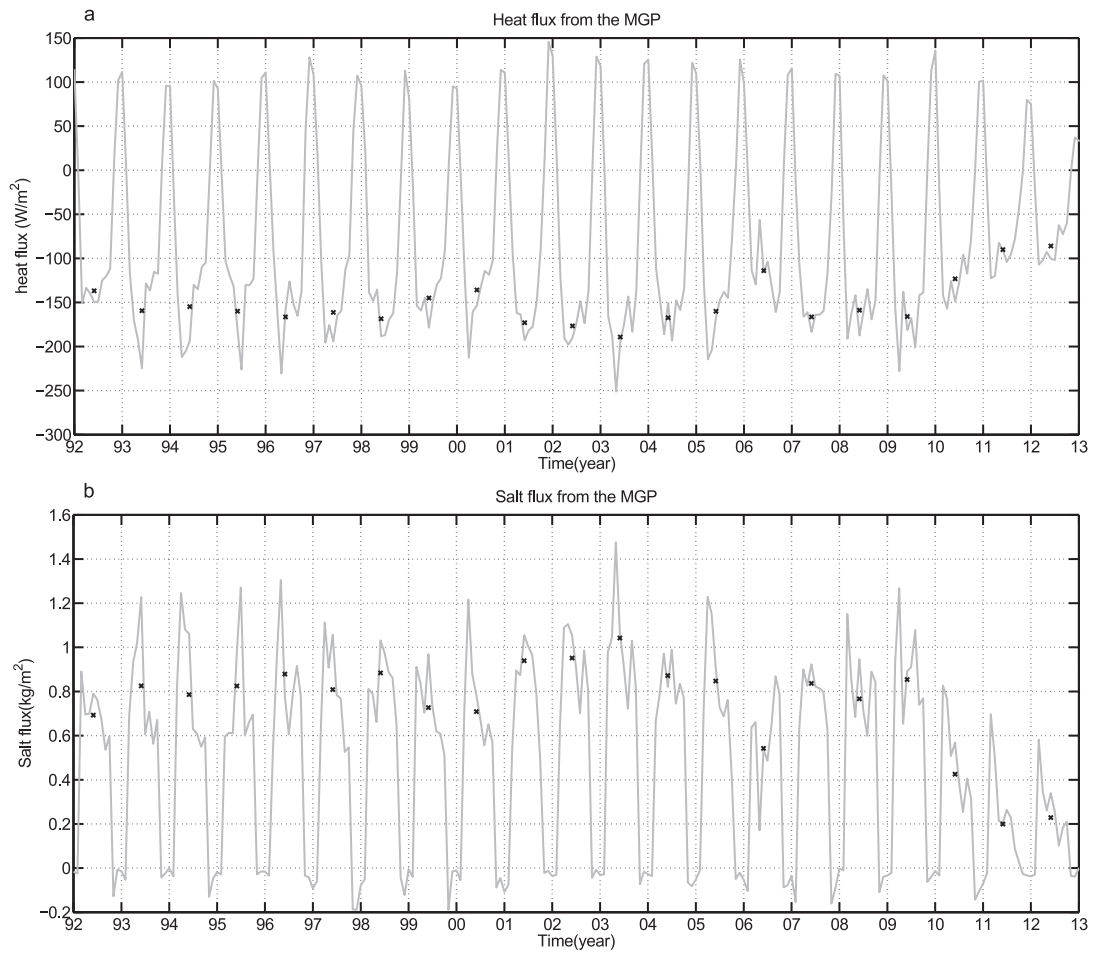 a
Heat flux from the MGP
150
100
50
0
−50
−100
−150
−200
−250
−300
heat flux (W/m²)
92 93 94 95 96 97 98 99 00 01 02 03 04 05 06 07 08 09 10 11 12 13
Time(year)
b
Salt flux from the MGP
1.6
1.4
1.2
1
0.8
0.6
0.4
0.2
0
−0.2
Salt flux(kg/m²)
92 93 94 95 96 97 98 99 00 01 02 03 04 05 06 07 08 09 10 11 12 13
Time(year)